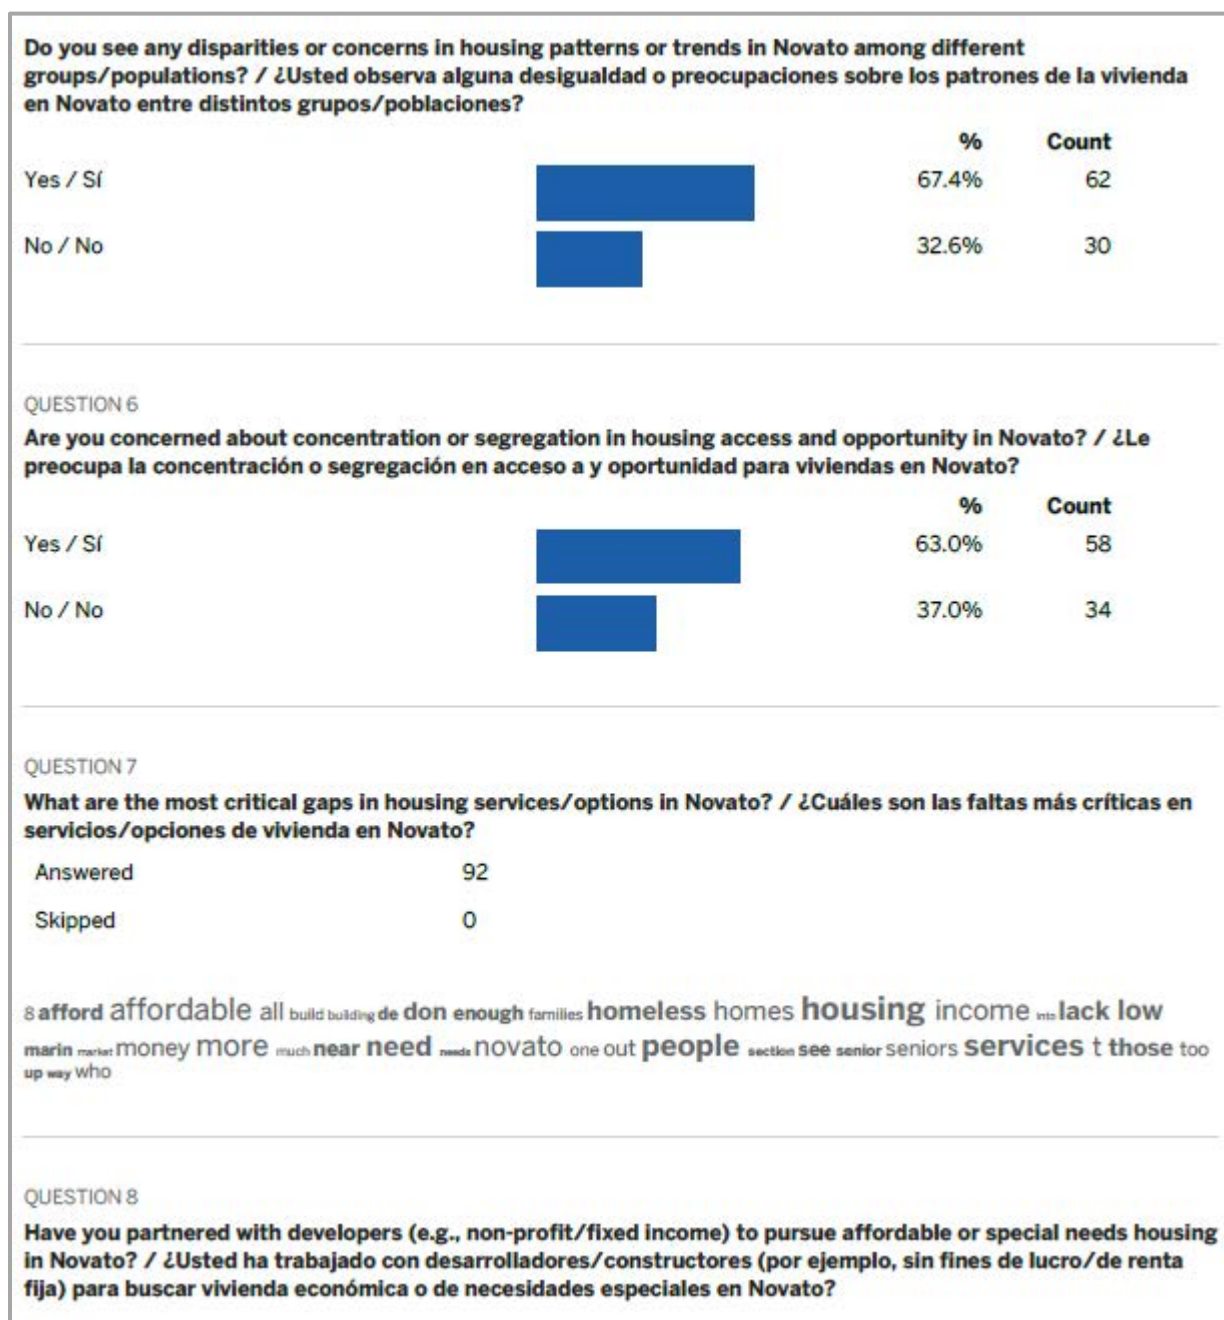 Do you see any disparities or concerns in housing patterns or trends in Novato among different
groups/populations? / ¿Usted observa alguna desigualdad o preocupaciones sobre los patrones de la vivienda
en Novato entre distintos grupos/poblaciones?
% Count
Yes / Sí 67.4% 62
No / No 32.6% 30
QUESTION 6
Are you concerned about concentration or segregation in housing access and opportunity in Novato? / ¿Le
preocupa la concentración o segregación en acceso a y oportunidad para viviendas en Novato?
% Count
Yes / Sí 63.0% 58
No / No 37.0% 34
QUESTION 7
What are the most critical gaps in housing services/options in Novato? / ¿Cuáles son las faltas más críticas en
servicios/opciones de vivienda en Novato?
Answered 92
Skipped 0
8 afford affordable all build building de don enough families homeless homes housing income into lack low
marin market money more much near need needs novato one out people section see senior seniors services t those too
up way who
QUESTION 8
Have you partnered with developers (e.g., non-profit/fixed income) to pursue affordable or special needs housing
in Novato? / ¿Usted ha trabajado con desarrolladores/constructores (por ejemplo, sin fines de lucro/de renta
fija) para buscar vivienda económica o de necesidades especiales en Novato?